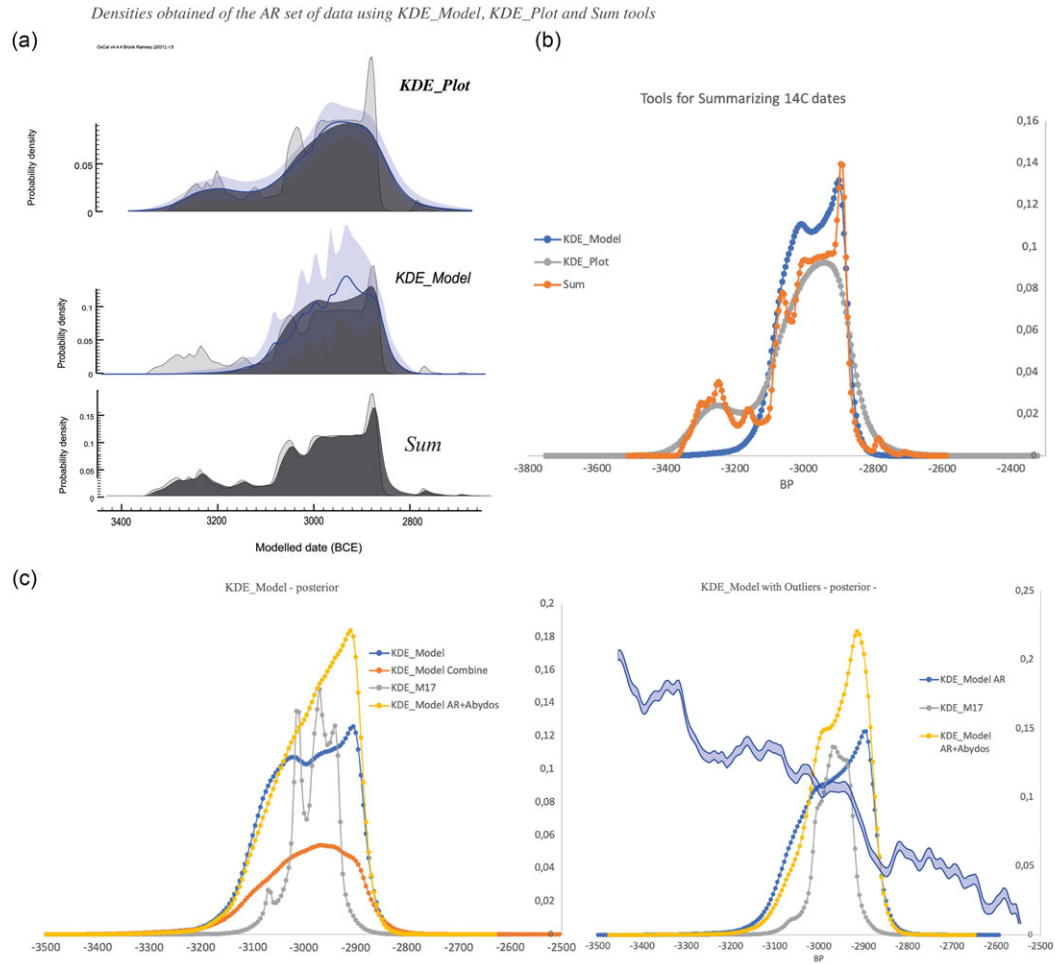 Densities obtained of the AR set of data using KDE_Model, KDE_Plot and Sum tools
(a)
OxCal v4.4.4 Bronk Ramsey (2021); r:5
KDE_Plot
Probability density
0.05
0
KDE_Model
Probability density
0.1
0.05
0
Sum
Probability density
0.15
0.1
0.05
0
3400 3200 3000 2800
Modelled date (BCE)
(b)
Tools for Summarizing 14C dates
0,16
0,14
0,12
0,1
0,08
0,06
0,04
0,02
0
KDE_Model
KDE_Plot
Sum
-3800 -3600 -3400 -3200 -3000 -2800 -2600 -2400
BP
(c)
KDE_Model - posterior
0,2
0,18
0,16
0,14
0,12
0,1
0,08
0,06
0,04
0,02
0
KDE_Model
KDE_Model Combine
KDE_M17
KDE_Model AR+Abydos
-3500 -3400 -3300 -3200 -3100 -3000 -2900 -2800 -2700 -2600 -2500
KDE_Model with Outliers - posterior -
0,25
0,2
0,15
0,1
0,05
0
KDE_Model AR
KDE_M17
KDE_Model
AR+Abydos
-3500 -3400 -3300 -3200 -3100 -3000 -2900 -2800 -2700 -2600 -2500
BP